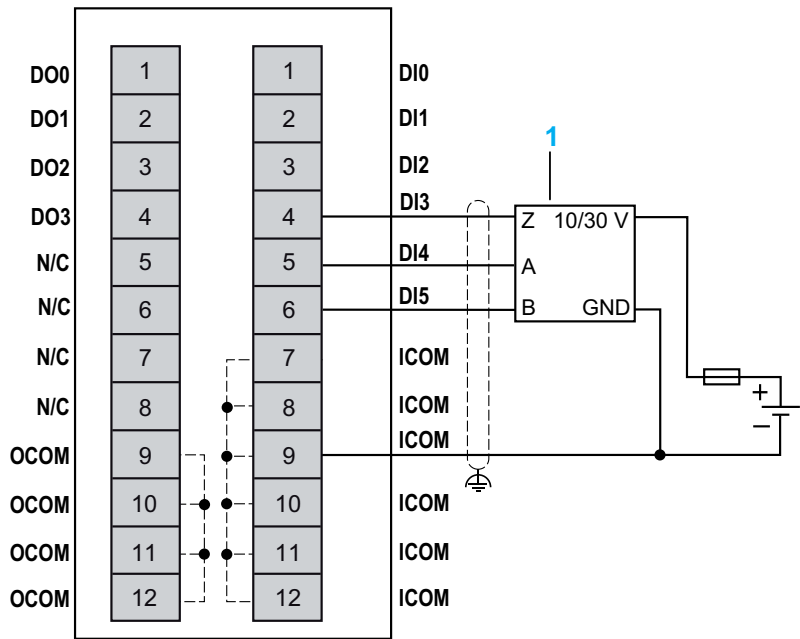 DO0 1 1 DI0
DO1 2 2 DI1
1
DO2 3 3 DI2
DO3 4 4 DI3 Z 10/30 V
N/C 5 5 DI4 A
N/C 6 6 DI5 B GND
N/C 7 7 ICOM
+
N/C 8 8 ICOM
−
OCOM 9 9 ICOM
OCOM 10 10 ICOM
OCOM 11 11 ICOM
OCOM 12 12 ICOM